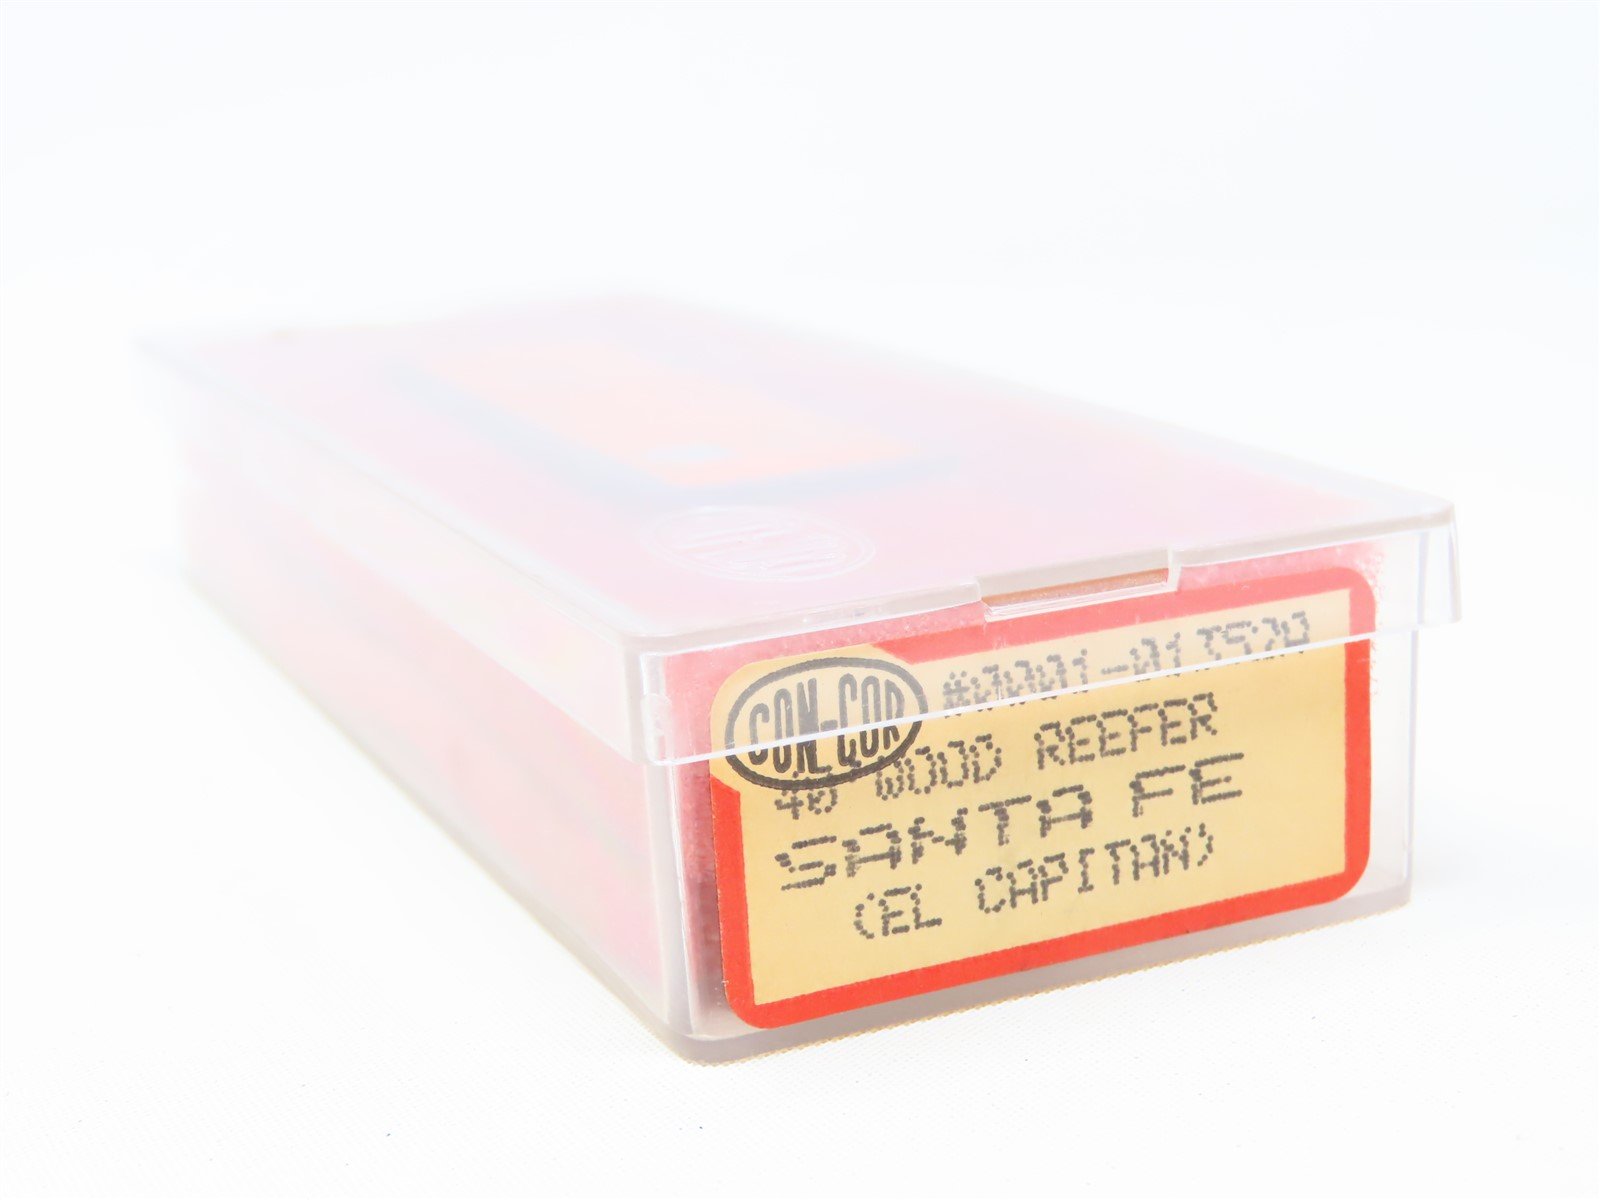 CON-COR
40' WOOD REEFER
SANTA FE
(EL CAPITAN)